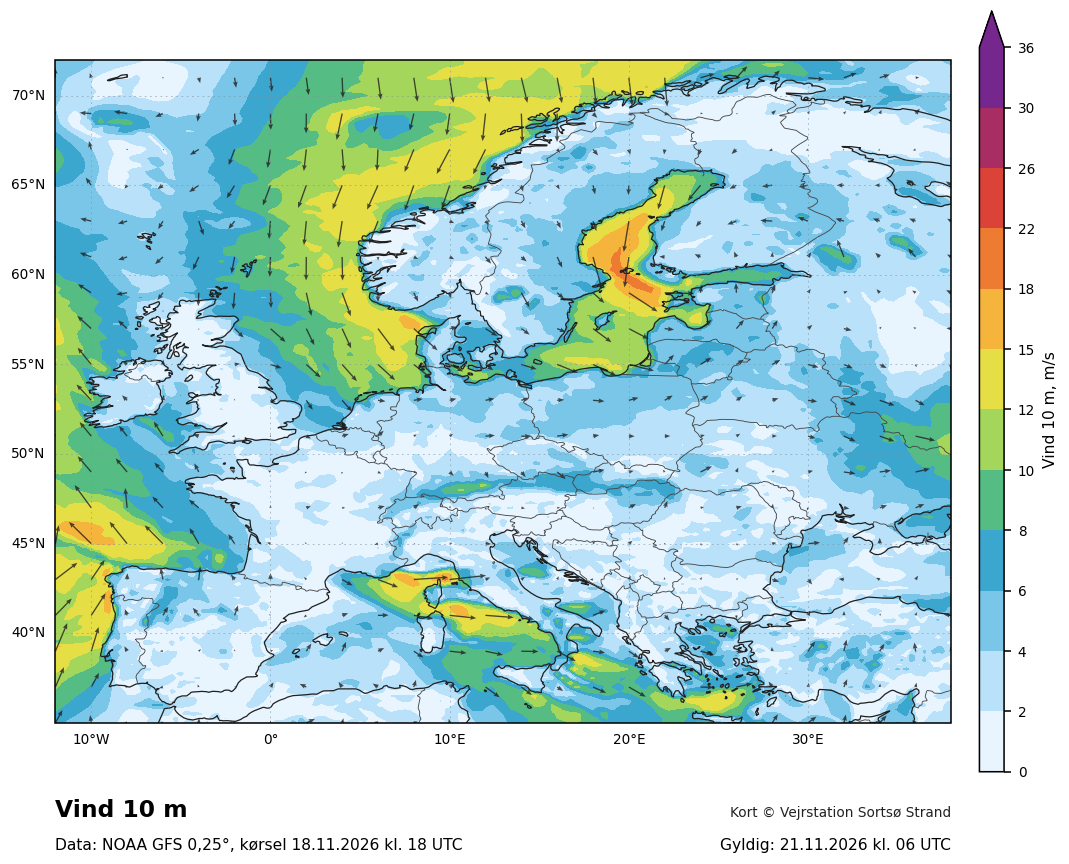 36
30
26
22
18
15
12
10
8
6
4
2
0
Vind 10 m, m/s
70°N
65°N
60°N
55°N
50°N
45°N
40°N
10°W
0°
10°E
20°E
30°E
Vind 10 m
Kort © Vejrstation Sortsø Strand
Data: NOAA GFS 0,25°, kørsel 18.11.2026 kl. 18 UTC
Gyldig: 21.11.2026 kl. 06 UTC